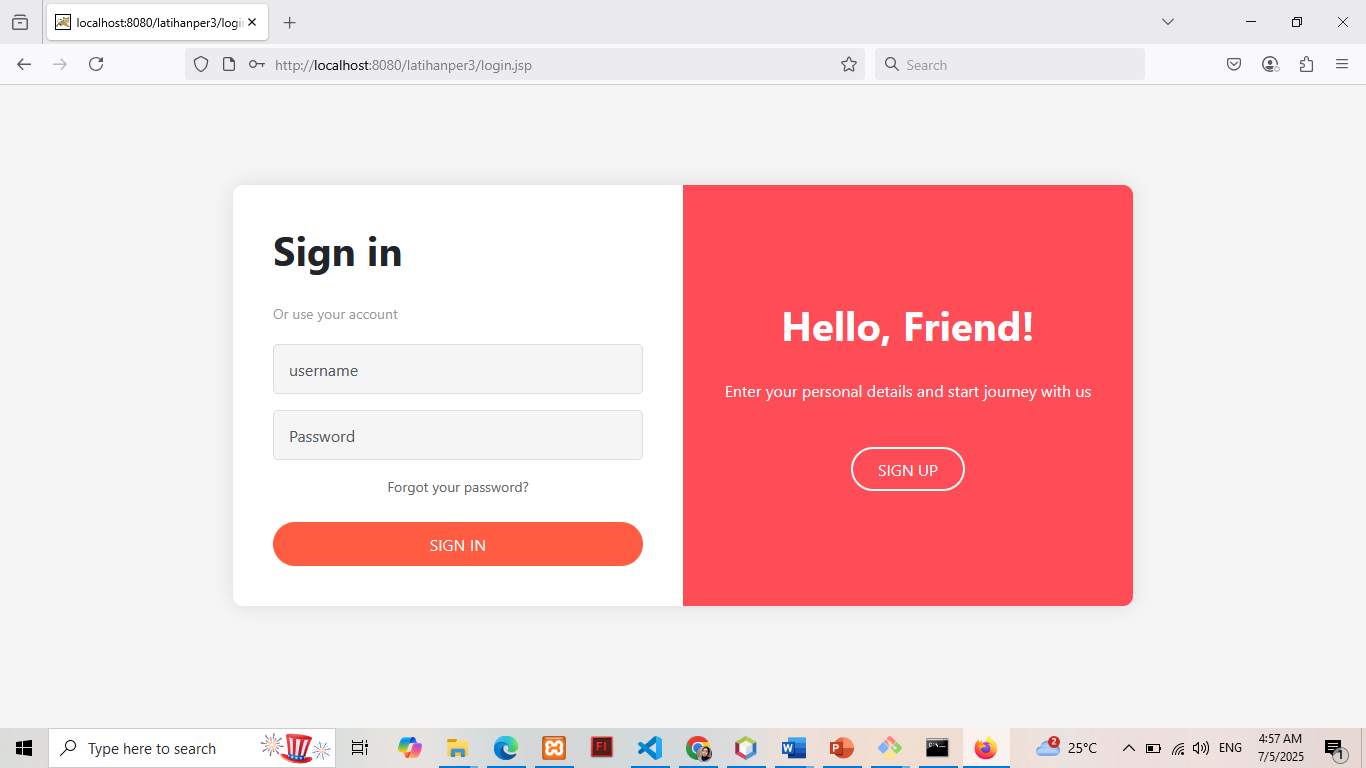 localhost:8080/latihanper3/logi
http://localhost:8080/latihanper3/login.jsp
Search
Sign in
Or use your account
username
Password
Forgot your password?
SIGN IN
Hello, Friend!
Enter your personal details and start journey with us
SIGN UP
Type here to search
Fl
W
P
2
25°C
ENG
4:57 AM
7/5/2025
1